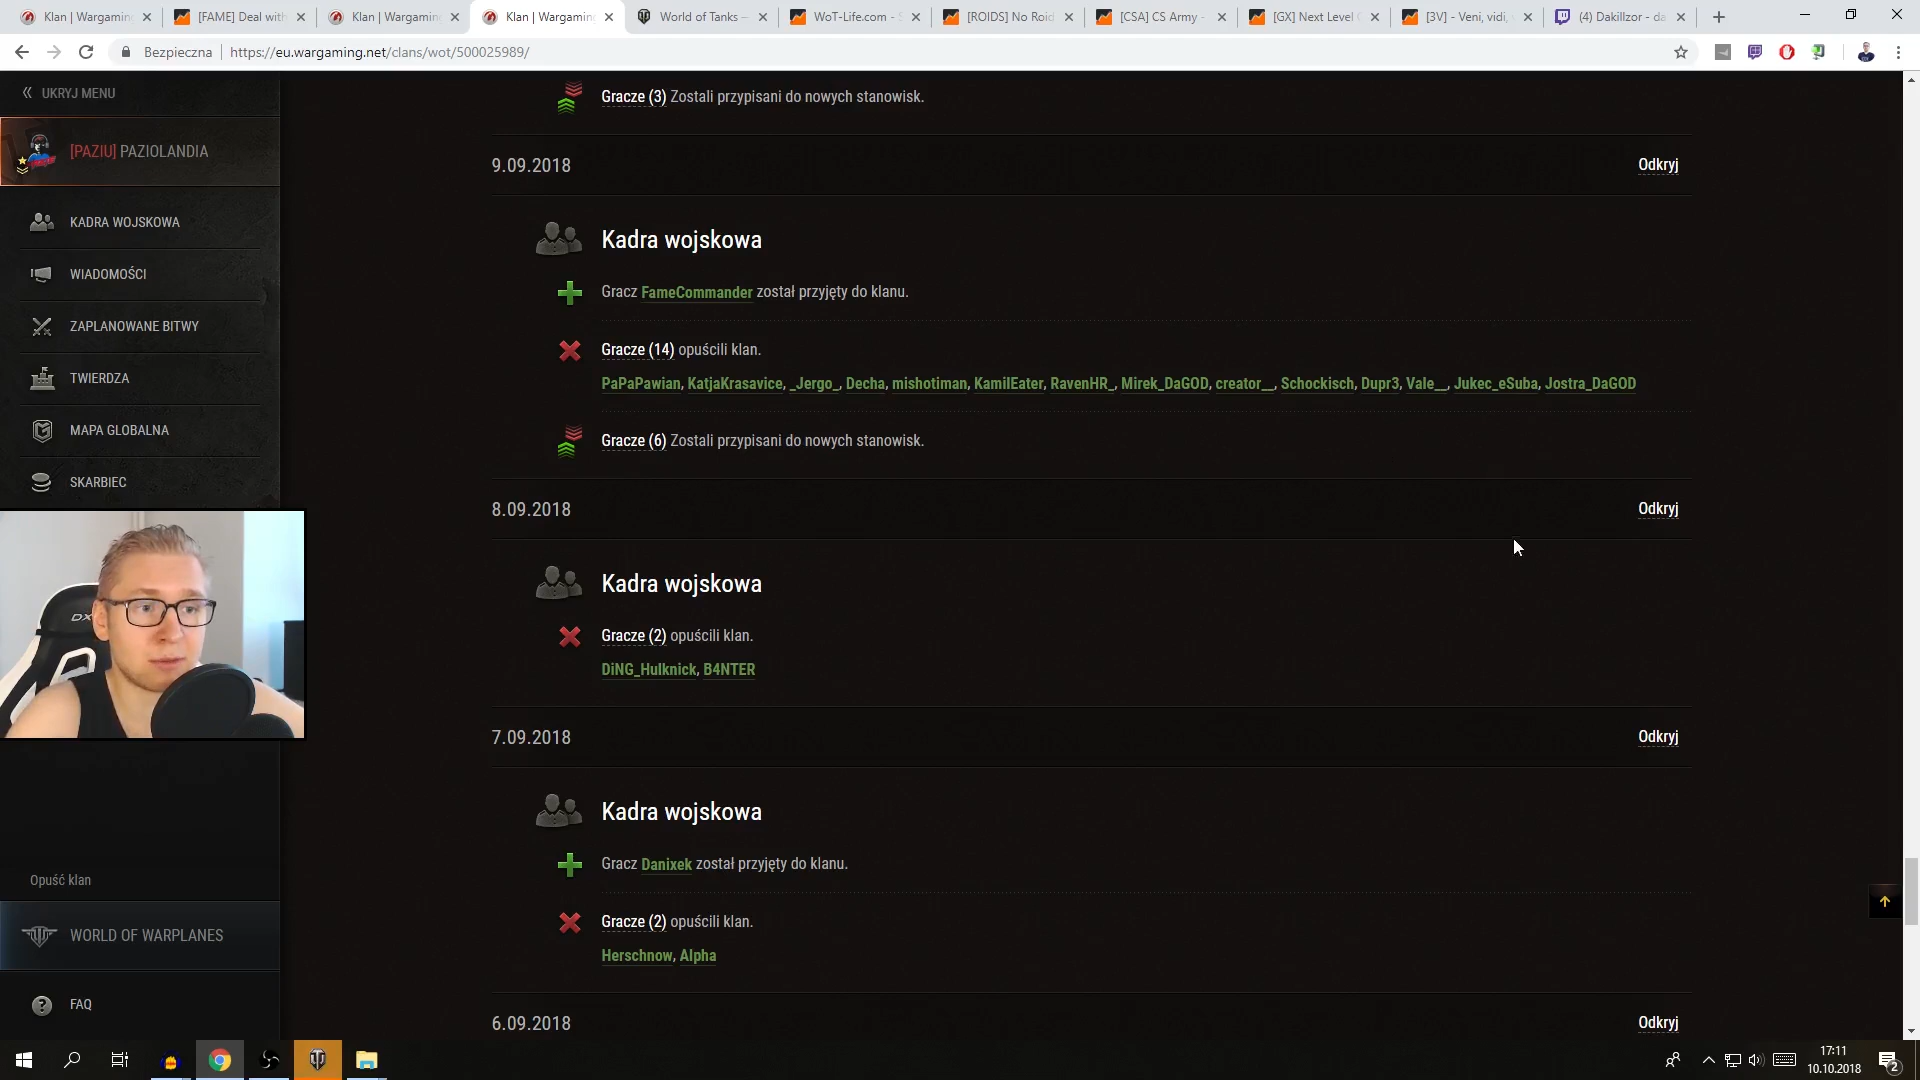 Klan | Wargaming
[FAME] Deal with
Klan | Wargaming
Klan | Wargaming
World of Tanks –
WoT-Life.com - S
[ROIDS] No Roid
[CSA] CS Army -
[GX] Next Level
[3V] - Veni, vidi,
(4) Dakillzor - da
Bezpieczna
https://eu.wargaming.net/clans/wot/500025989/
UKRYJ MENU
[PAZIU] PAZIOLANDIA
KADRA WOJSKOWA
WIADOMOŚCI
ZAPLANOWANE BITWY
TWIERDZA
MAPA GLOBALNA
SKARBIEC
Opuść klan
WORLD OF WARPLANES
FAQ
Gracze (3) Zostali przypisani do nowych stanowisk.
9.09.2018 Odkryj
Kadra wojskowa
Gracz FameCommander został przyjęty do klanu.
Gracze (14) opuścili klan.
PaPaPawian, KatjaKrasavice, _Jergo_, Decha, mishotiman, KamilEater, RavenHR_, Mirek_DaGOD, creator__, Schockisch, Dupr3, Vale__, Jukec_eSuba, Jostra_DaGOD
Gracze (6) Zostali przypisani do nowych stanowisk.
8.09.2018 Odkryj
Kadra wojskowa
Gracze (2) opuścili klan.
DiNG_Hulknick, B4NTER
7.09.2018 Odkryj
Kadra wojskowa
Gracz Danixek został przyjęty do klanu.
Gracze (2) opuścili klan.
Herschnow, Alpha
6.09.2018 Odkryj
DX
17:11
10.10.2018
2